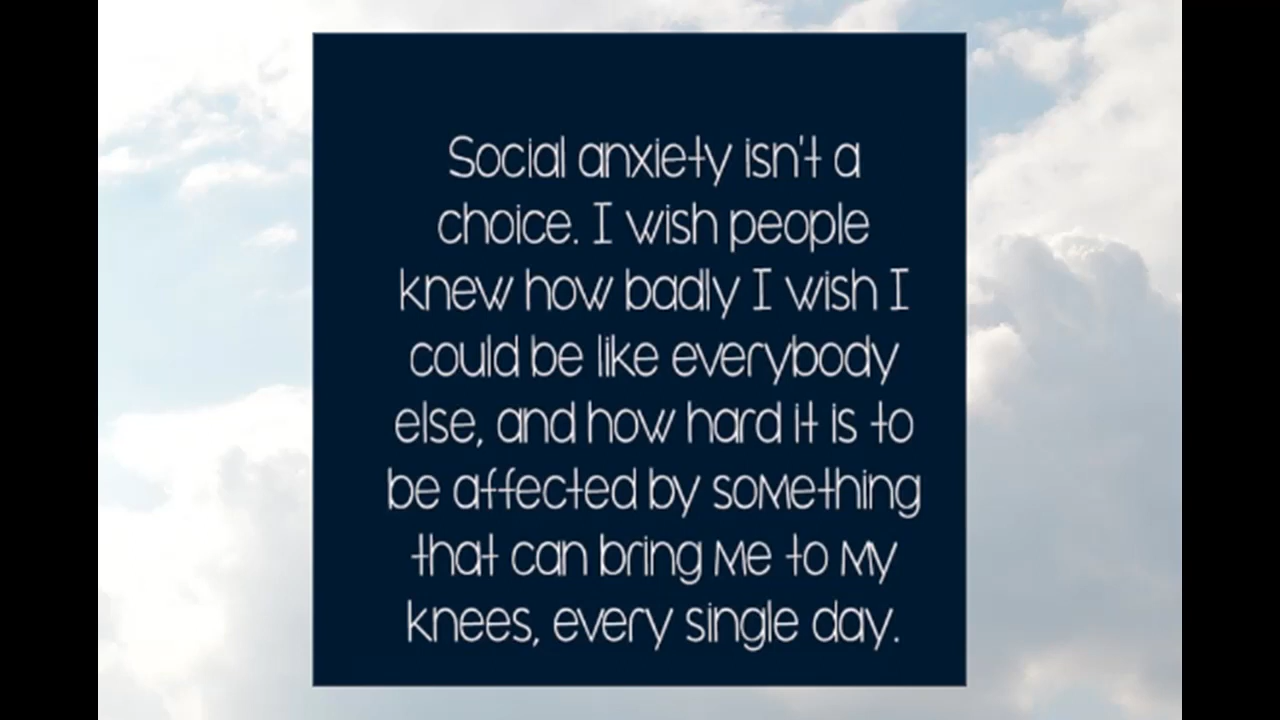 Social anxiety isn't a
choice. I wish people
knew how badly I wish I
could be like everybody
else, and how hard it is to
be affected by something
that can bring me to my
knees, every single day.